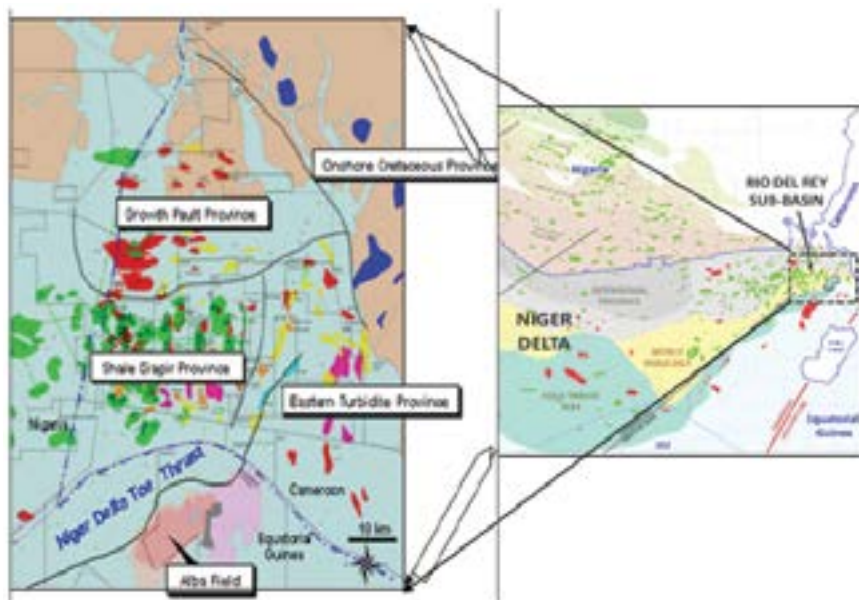 Onshore Cretaceous Province
Growth Fault Province
Shale Diapir Province
Eastern Turbidite Province
Nigeria
Niger Delta Toe Thrust
Cameroon
10 km
Equatorial
Guinea
Alba Field
Nigeria
RIO DEL REY
SUB-BASIN
Cameroon
NIGER
DELTA
Equatorial
Guinea